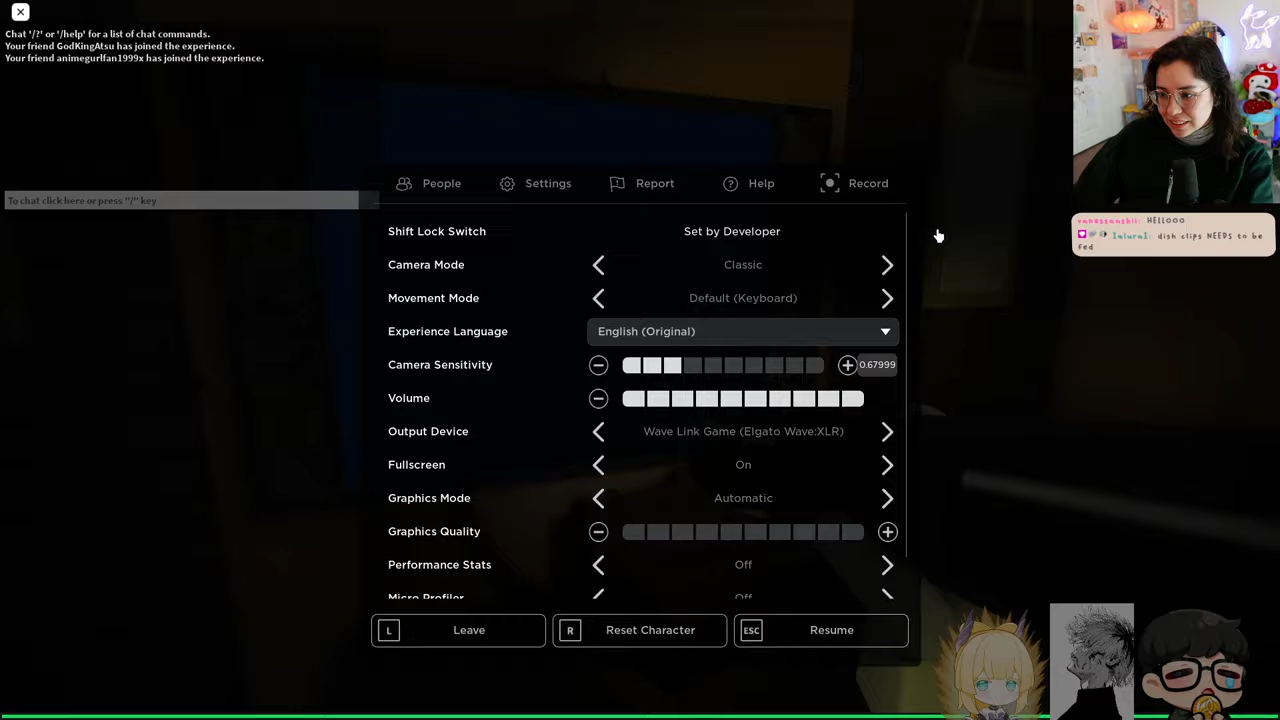 Chat '/?' or '/help' for a list of chat commands.
Your friend GodKingAtsu has joined the experience.
Your friend animegurlfan1999x has joined the experience.
To chat click here or press "/" key
People
Settings
Report
Help
Record
Shift Lock Switch
Set by Developer
Camera Mode
Classic
Movement Mode
Default (Keyboard)
Experience Language
English (Original)
Camera Sensitivity
0.67999
Volume
Output Device
Wave Link Game (Elgato Wave:XLR)
Fullscreen
On
Graphics Mode
Automatic
Graphics Quality
Performance Stats
Off
Micro Profiler
Off
L
Leave
R
Reset Character
ESC
Resume
HELLOOO
dish clips NEEDS to be
fed